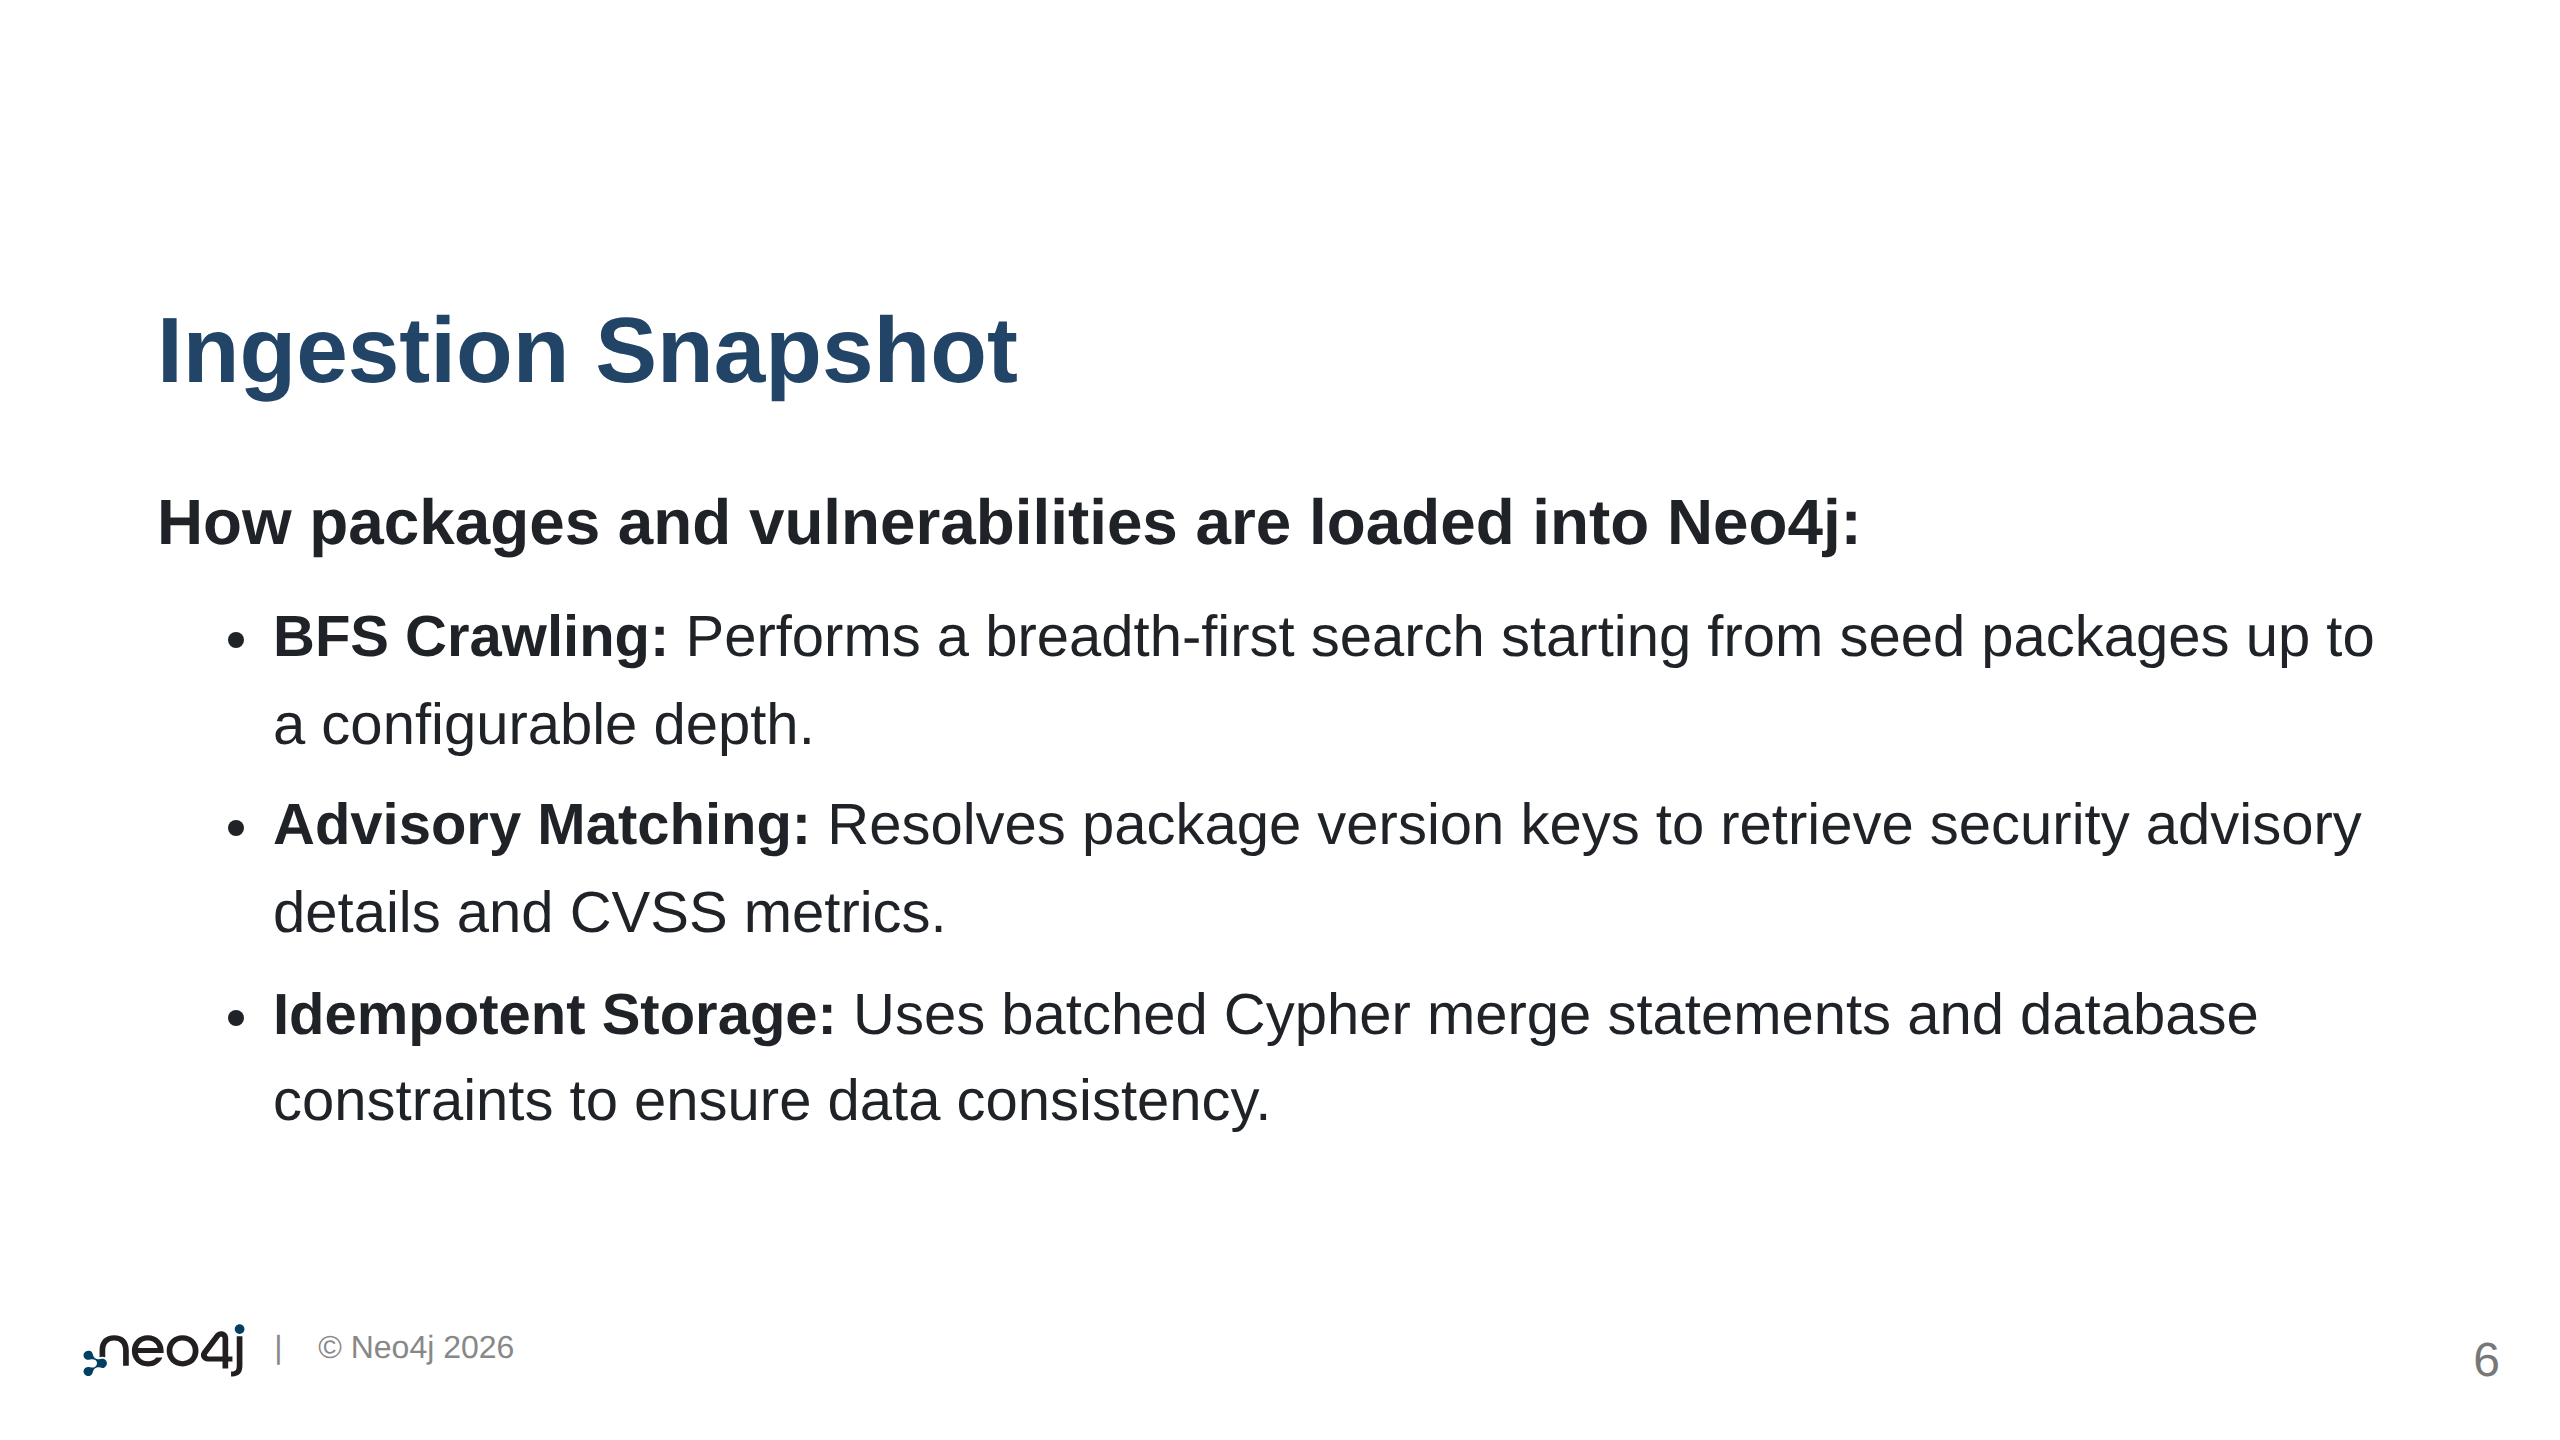 Ingestion Snapshot
How packages and vulnerabilities are loaded into Neo4j:
• BFS Crawling: Performs a breadth-first search starting from seed packages up to
a configurable depth.
• Advisory Matching: Resolves package version keys to retrieve security advisory
details and CVSS metrics.
• Idempotent Storage: Uses batched Cypher merge statements and database
constraints to ensure data consistency.
neo4j | © Neo4j 2026
6